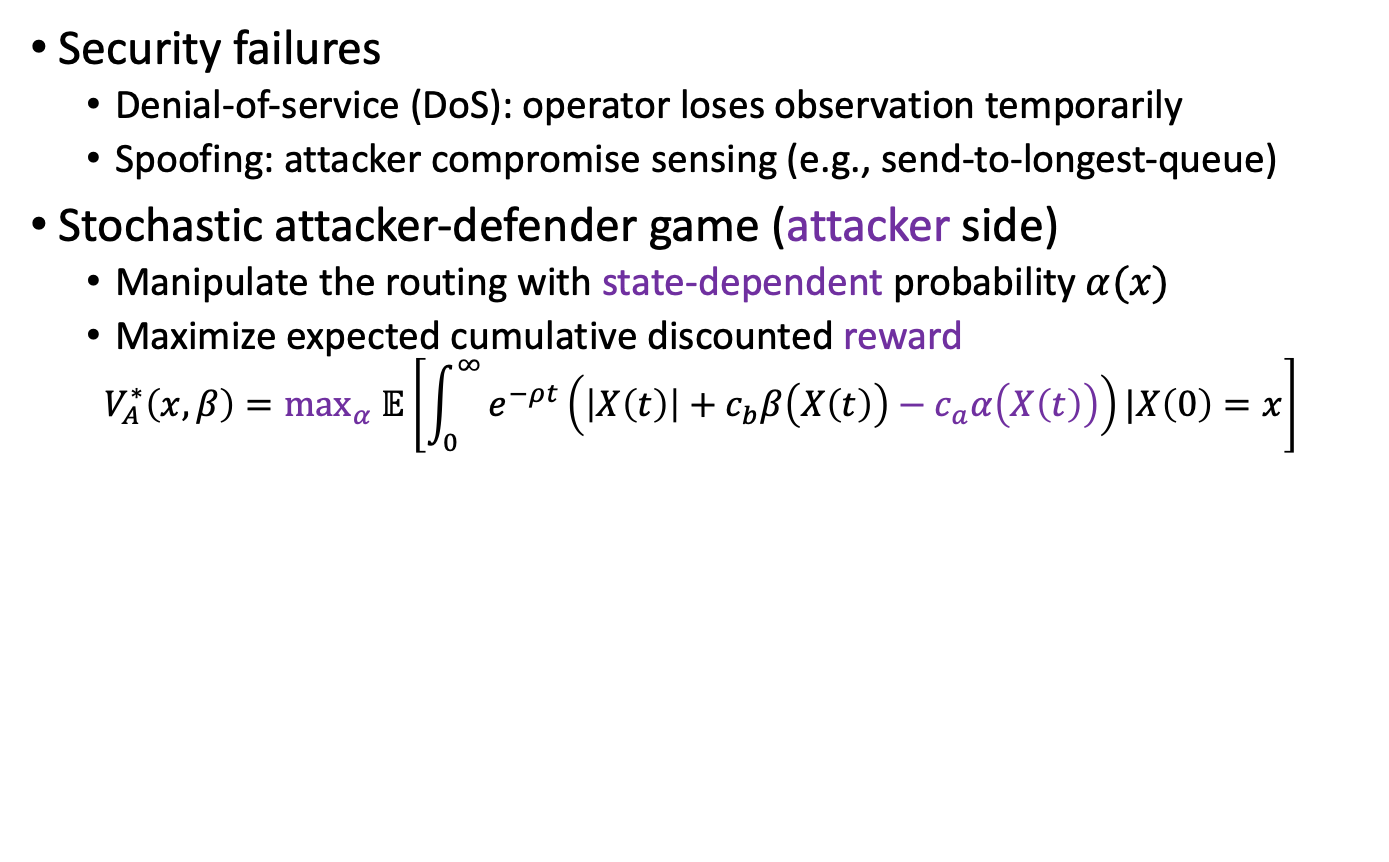 • Security failures
• Denial-of-service (DoS): operator loses observation temporarily
• Spoofing: attacker compromise sensing (e.g., send-to-longest-queue)
• Stochastic attacker-defender game (attacker side)
• Manipulate the routing with state-dependent probability α(x)
• Maximize expected cumulative discounted reward
V_A^*(x, β) = max_α 𝔼[∫_0^∞ e^{−ρt}(|X(t)| + c_b β(X(t)) − c_a α(X(t)))|X(0) = x]